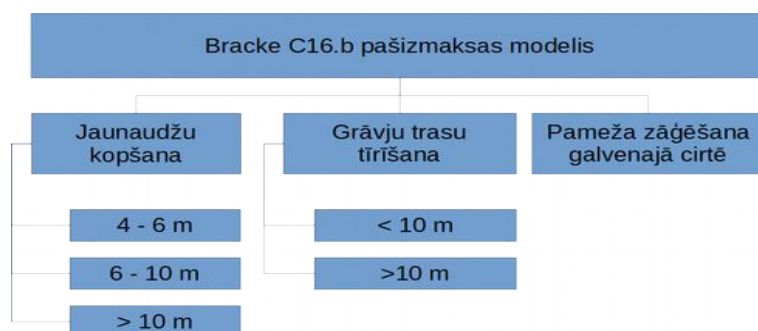 Bracke C16.b pašizmaksas modelis
Jaunaudžu
kopšana
4 - 6 m
6 - 10 m
> 10 m
Grāvju trasu
tīrīšana
< 10 m
>10 m
Pameža zāģēšana
galvenajā cirtē